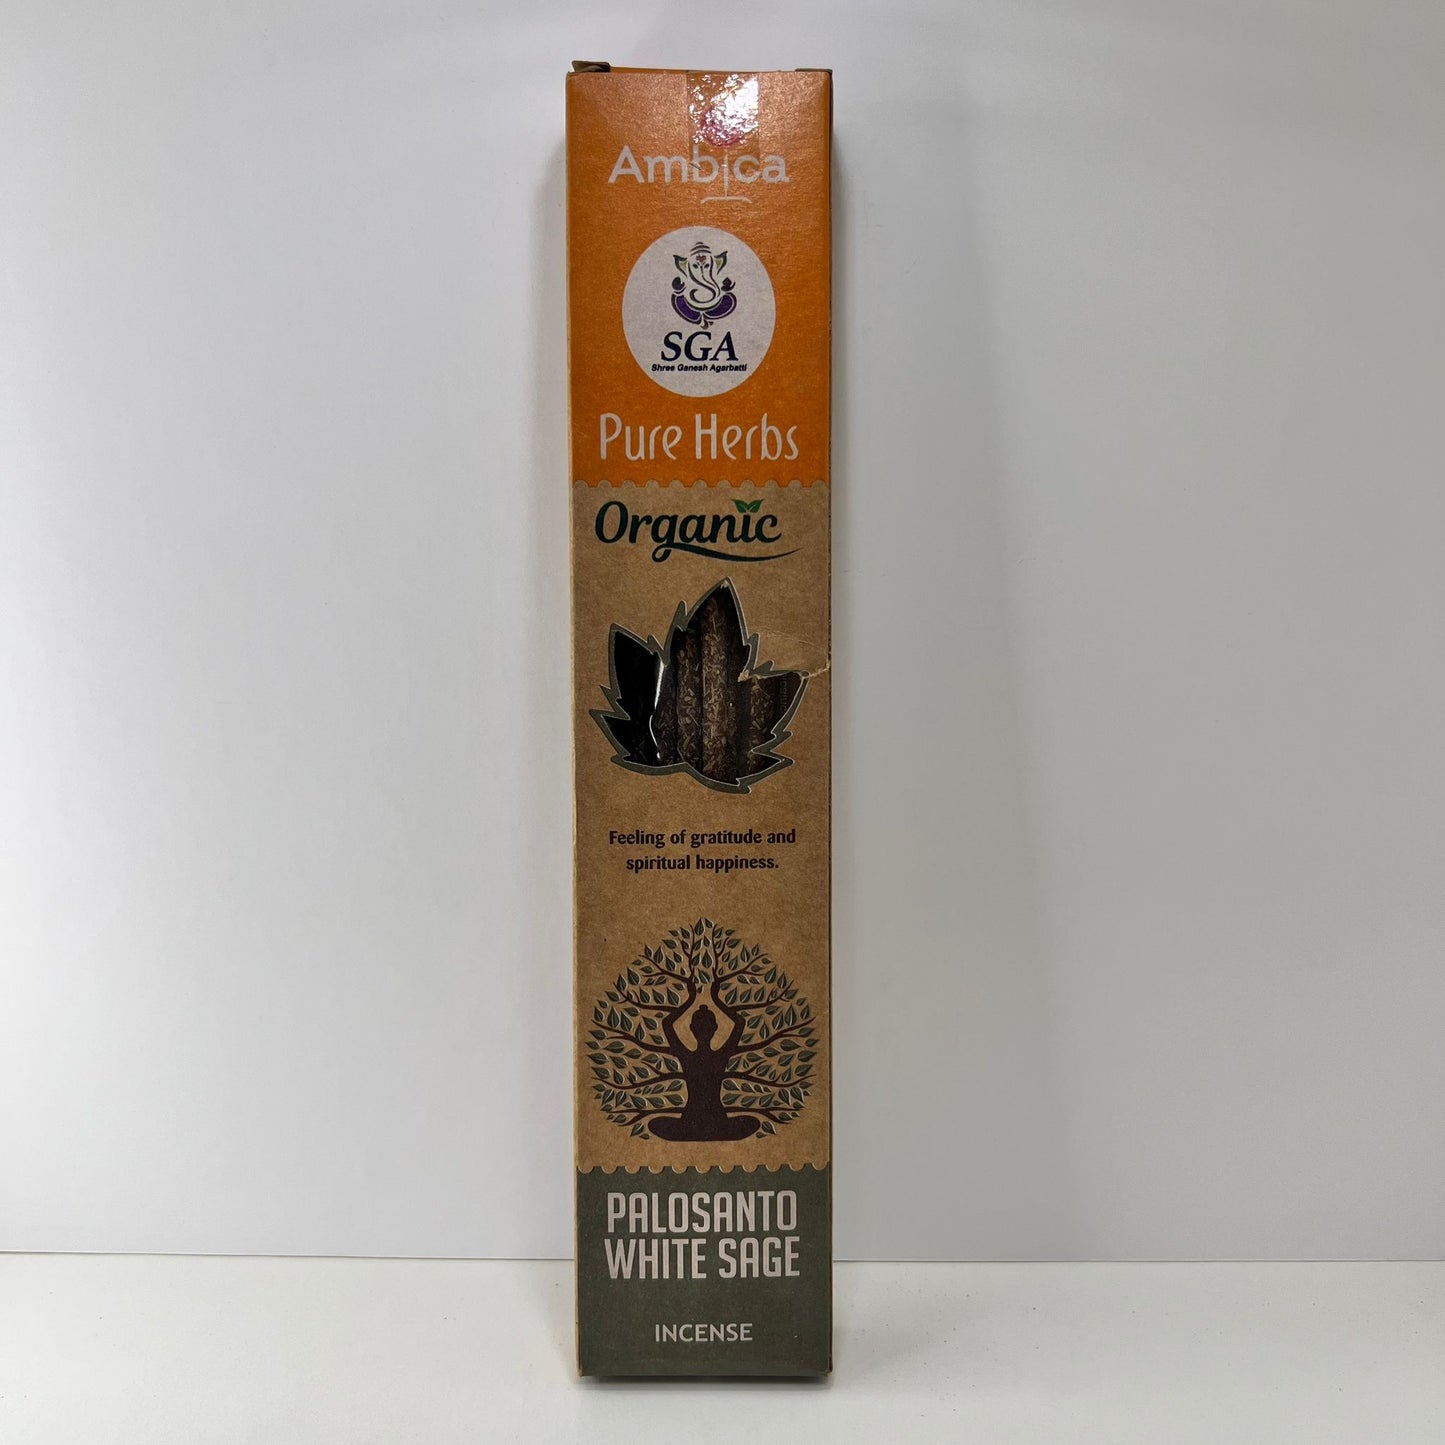 Ambica
SGA
Shree Ganesh Agarbatti
Pure Herbs
Organic
Feeling of gratitude and
spiritual happiness.
PALOSANTO
WHITE SAGE
INCENSE